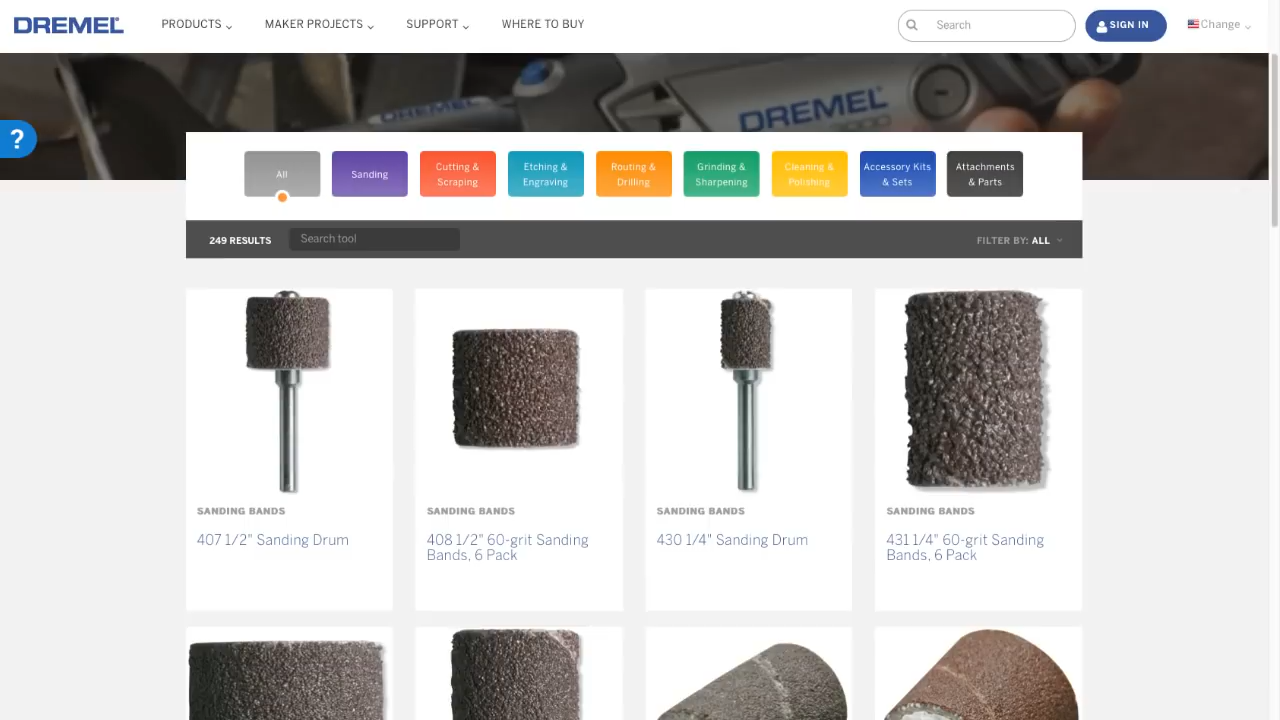 DREMEL
PRODUCTS
MAKER PROJECTS
SUPPORT
WHERE TO BUY
Search
SIGN IN
Change
DREMEL
DREMEL
?
All
Sanding
Cutting &
Scraping
Etching &
Engraving
Routing &
Drilling
Grinding &
Sharpening
Cleaning &
Polishing
Accessory Kits
& Sets
Attachments
& Parts
249 RESULTS
Search tool
FILTER BY: ALL
SANDING BANDS
407 1/2" Sanding Drum
SANDING BANDS
408 1/2" 60-grit Sanding
Bands, 6 Pack
SANDING BANDS
430 1/4" Sanding Drum
SANDING BANDS
431 1/4" 60-grit Sanding
Bands, 6 Pack